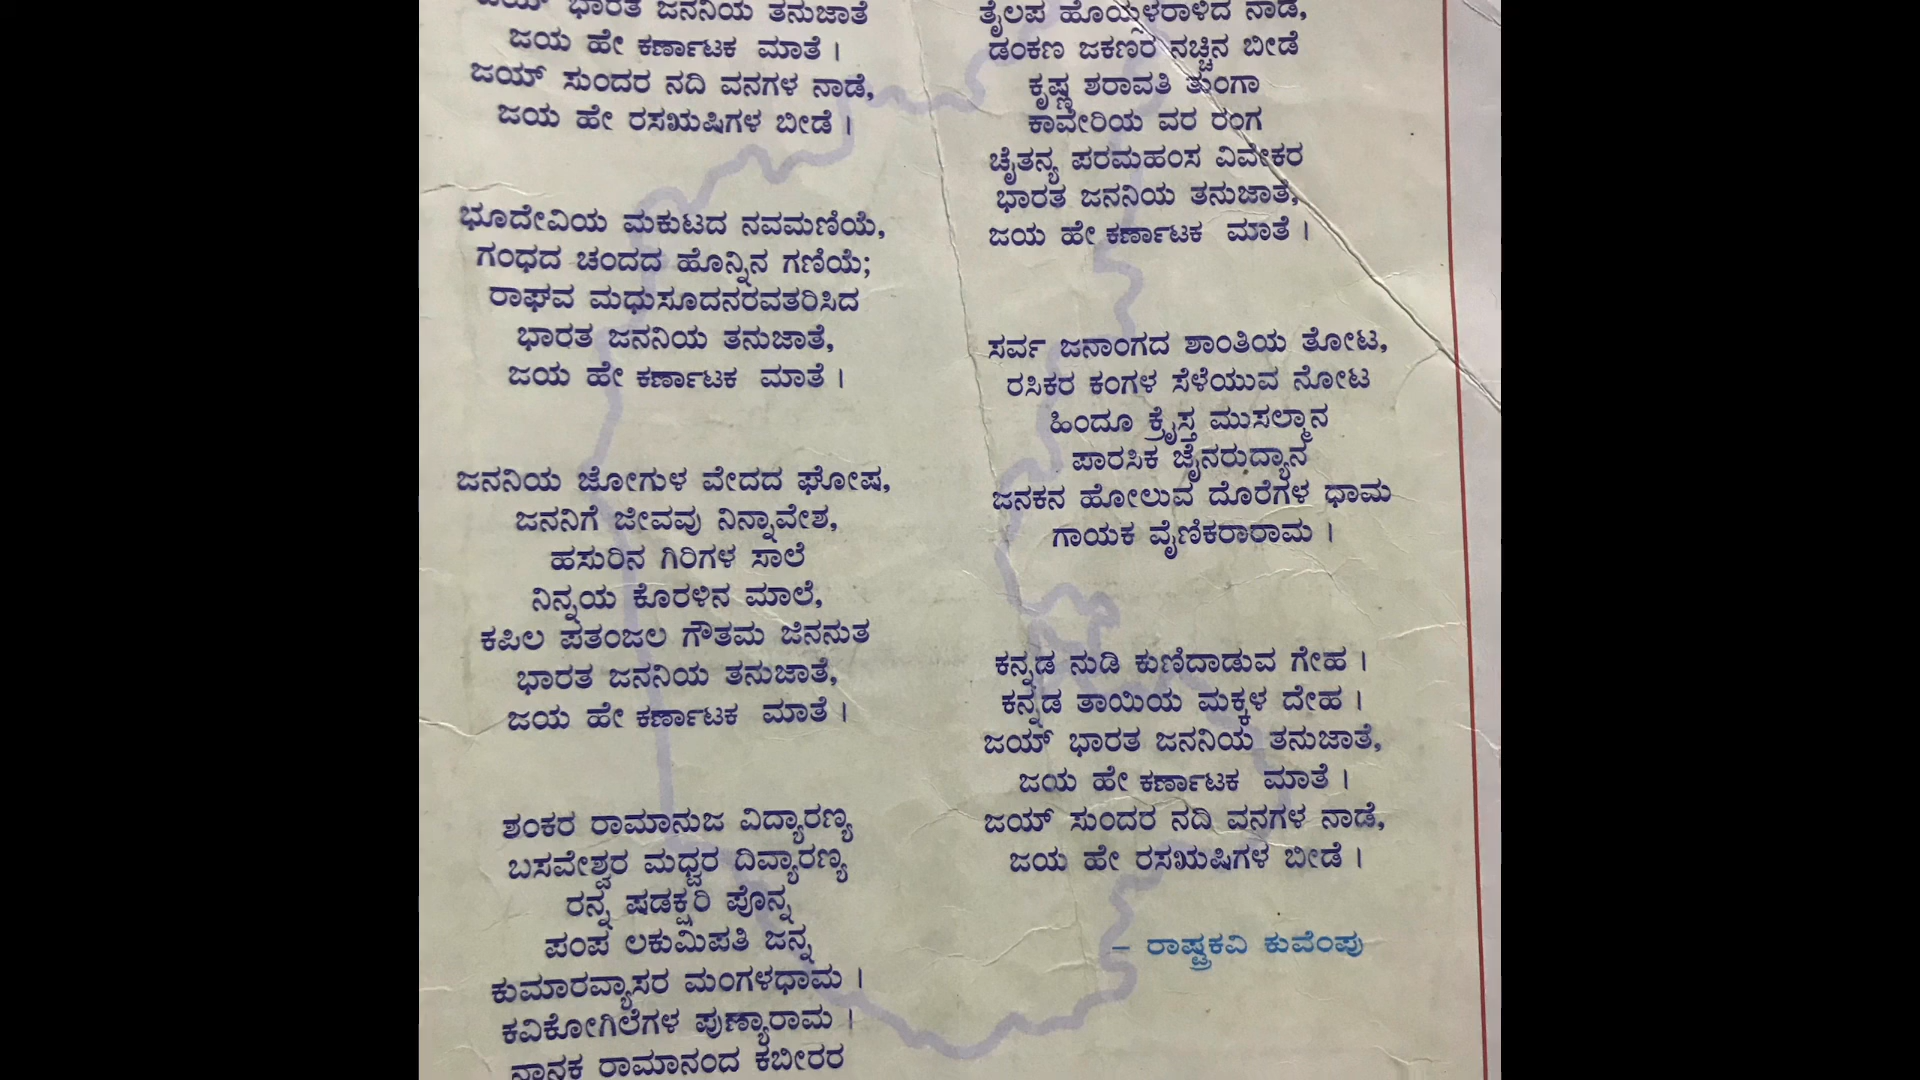 ಜಯ್ ಭಾರತ ಜನನಿಯ ತನುಜಾತೆ
ಜಯ ಹೇ ಕರ್ಣಾಟಕ ಮಾತೆ ।
ಜಯ್ ಸುಂದರ ನದಿ ವನಗಳ ನಾಡೆ,
ಜಯ ಹೇ ರಸಋಷಿಗಳ ಬೀಡೆ ।
ಭೂದೇವಿಯ ಮಕುಟದ ನವಮಣಿಯೆ,
ಗಂಧದ ಚಂದದ ಹೊನ್ನಿನ ಗಣಿಯೆ;
ರಾಘವ ಮಧುಸೂದನರವತರಿಸಿದ
ಭಾರತ ಜನನಿಯ ತನುಜಾತೆ,
ಜಯ ಹೇ ಕರ್ಣಾಟಕ ಮಾತೆ ।
ಜನನಿಯ ಜೋಗುಳ ವೇದದ ಘೋಷ,
ಜನನಿಗೆ ಜೀವವು ನಿನ್ನಾವೇಶ,
ಹಸುರಿನ ಗಿರಿಗಳ ಸಾಲೆ
ನಿನ್ನಯ ಕೊರಳಿನ ಮಾಲೆ,
ಕಪಿಲ ಪತಂಜಲ ಗೌತಮ ಜಿನನುತ
ಭಾರತ ಜನನಿಯ ತನುಜಾತೆ,
ಜಯ ಹೇ ಕರ್ಣಾಟಕ ಮಾತೆ ।
ಶಂಕರ ರಾಮಾನುಜ ವಿದ್ಯಾರಣ್ಯ
ಬಸವೇಶ್ವರ ಮಧ್ವರ ದಿವ್ಯಾರಣ್ಯ
ರನ್ನ ಷಡಕ್ಷರಿ ಪೊನ್ನ
ಪಂಪ ಲಕುಮಿಪತಿ ಜನ್ನ
ಕುಮಾರವ್ಯಾಸರ ಮಂಗಳಧಾಮ ।
ಕವಿಕೋಗಿಲೆಗಳ ಪುಣ್ಯಾರಾಮ ।
ನಾನಕ ರಾಮಾನಂದ ಕಬೀರರ
ತೈಲಪ ಹೊಯ್ಸಳರಾಳಿದ ನಾಡೆ,
ಡಂಕಣ ಜಕಣರ ನಚ್ಚಿನ ಬೀಡೆ
ಕೃಷ್ಣ ಶರಾವತಿ ತುಂಗಾ
ಕಾವೇರಿಯ ವರ ರಂಗ
ಚೈತನ್ಯ ಪರಮಹಂಸ ವಿವೇಕರ
ಭಾರತ ಜನನಿಯ ತನುಜಾತೆ,
ಜಯ ಹೇ ಕರ್ಣಾಟಕ ಮಾತೆ ।
ಸರ್ವ ಜನಾಂಗದ ಶಾಂತಿಯ ತೋಟ,
ರಸಿಕರ ಕಂಗಳ ಸೆಳೆಯುವ ನೋಟ
ಹಿಂದೂ ಕ್ರೈಸ್ತ ಮುಸಲ್ಮಾನ
ಪಾರಸಿಕ ಜೈನರುದ್ಯಾನ
ಜನಕನ ಹೋಲುವ ದೊರೆಗಳ ಧಾಮ
ಗಾಯಕ ವೈಣಿಕರಾರಾಮ ।
ಕನ್ನಡ ನುಡಿ ಕುಣಿದಾಡುವ ಗೇಹ ।
ಕನ್ನಡ ತಾಯಿಯ ಮಕ್ಕಳ ದೇಹ ।
ಜಯ್ ಭಾರತ ಜನನಿಯ ತನುಜಾತೆ,
ಜಯ ಹೇ ಕರ್ಣಾಟಕ ಮಾತೆ ।
ಜಯ್ ಸುಂದರ ನದಿ ವನಗಳ ನಾಡೆ,
ಜಯ ಹೇ ರಸಋಷಿಗಳ ಬೀಡೆ ।
– ರಾಷ್ಟ್ರಕವಿ ಕುವೆಂಪು